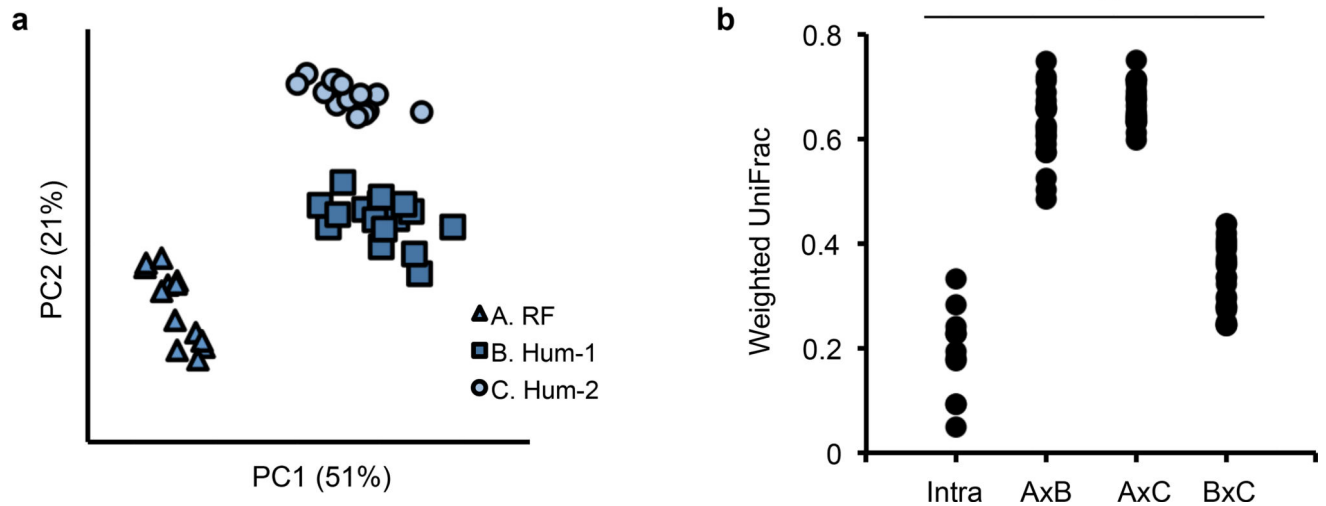 a
PC2 (21%)
PC1 (51%)
A. RF
B. Hum-1
C. Hum-2
b
Weighted UniFrac
0.8
0.6
0.4
0.2
0
Intra AxB AxC BxC